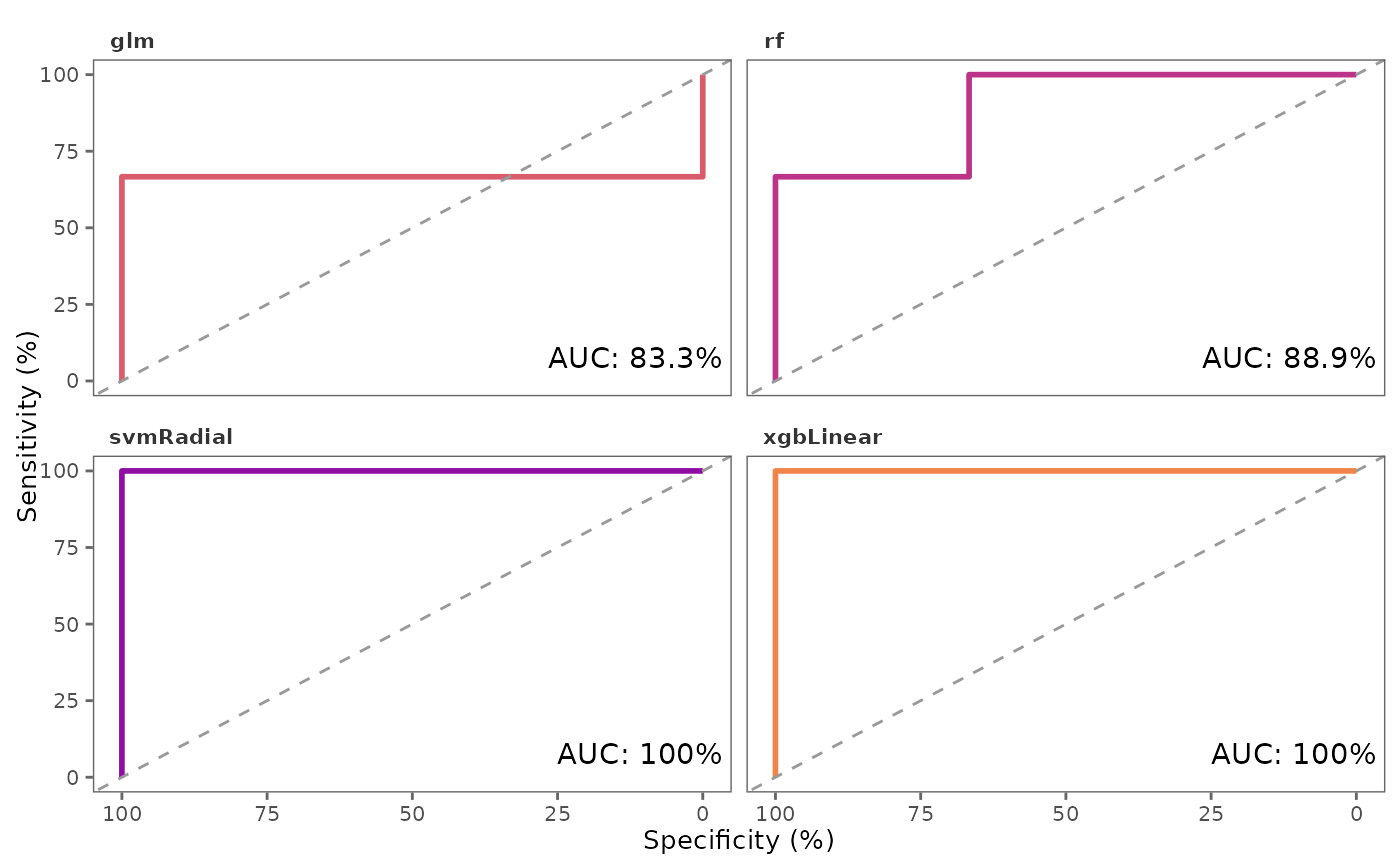 glm
rf
100
75
50
25
0
AUC: 83.3%
AUC: 88.9%
Sensitivity (%)
svmRadial
xgbLinear
100
75
50
25
0
AUC: 100%
AUC: 100%
100 75 50 25 0 100 75 50 25 0
Specificity (%)